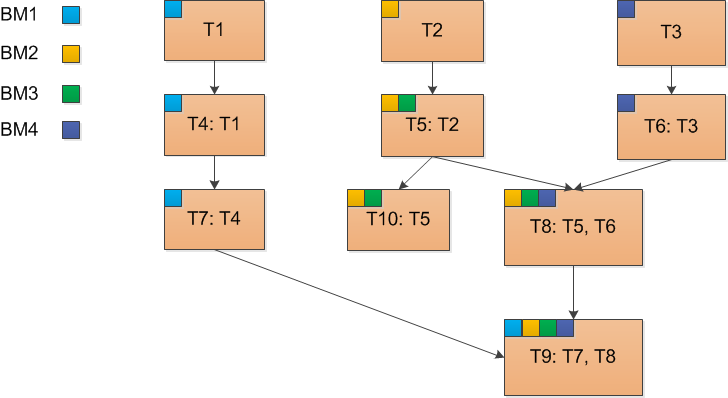 BM1
BM2
BM3
BM4
T1
T2
T3
T4: T1
T5: T2
T6: T3
T7: T4
T10: T5
T8: T5, T6
T9: T7, T8